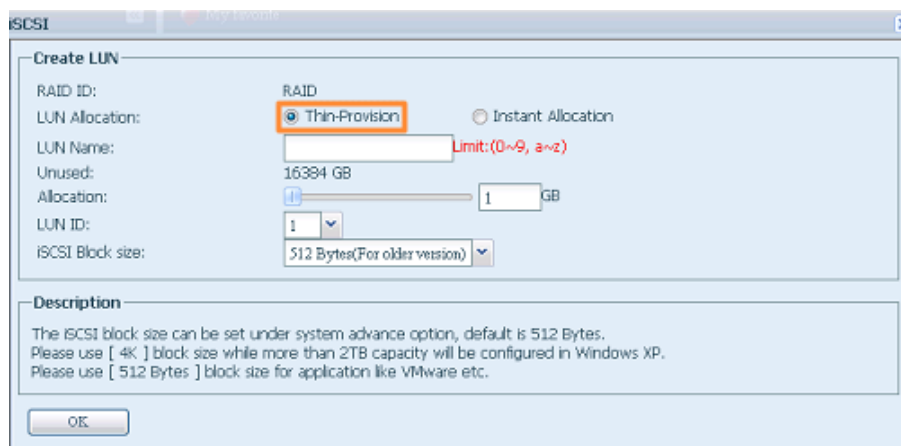 My favorite
iSCSI
Create LUN
RAID ID: RAID
LUN Allocation: Thin-Provision Instant Allocation
LUN Name: Limit:(0~9, a~z)
Unused: 16384 GB
Allocation: 1 GB
LUN ID: 1
iSCSI Block size: 512 Bytes(For older version)
Description
The iSCSI block size can be set under system advance option, default is 512 Bytes.
Please use [ 4K ] block size while more than 2TB capacity will be configured in Windows XP.
Please use [ 512 Bytes ] block size for application like VMware etc.
OK